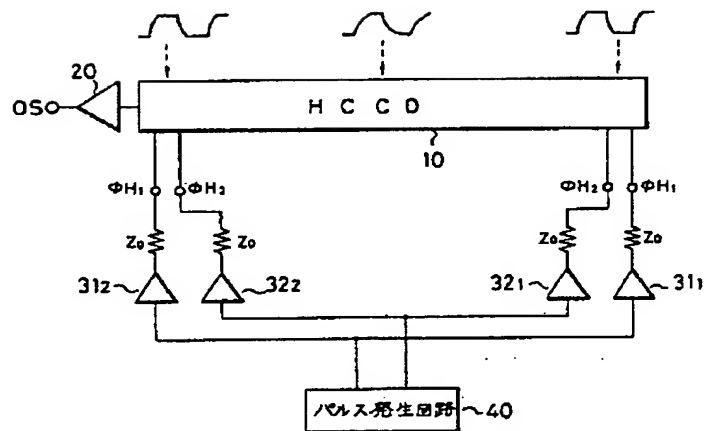 20
OS
H C C D
10
ΦH₁ ΦH₂ ΦH₂ ΦH₁
Z₀ Z₀ Z₀ Z₀
31₂ 32₂ 32₁ 31₁
パルス発生回路 40